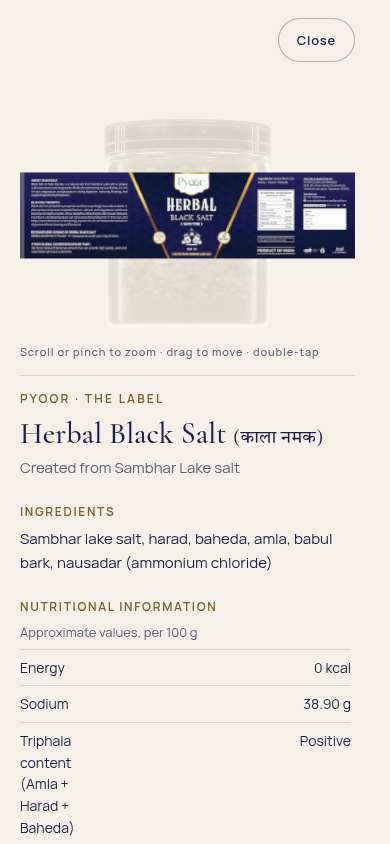 Close
Pyoor
HERBAL
BLACK SALT
Scroll or pinch to zoom · drag to move · double-tap
PYOOR · THE LABEL
Herbal Black Salt (काला नमक)
Created from Sambhar Lake salt
INGREDIENTS
Sambhar lake salt, harad, baheda, amla, babul
bark, nausadar (ammonium chloride)
NUTRITIONAL INFORMATION
Approximate values, per 100 g
Energy 0 kcal
Sodium 38.90 g
Triphala Positive
content
(Amla +
Harad +
Baheda)